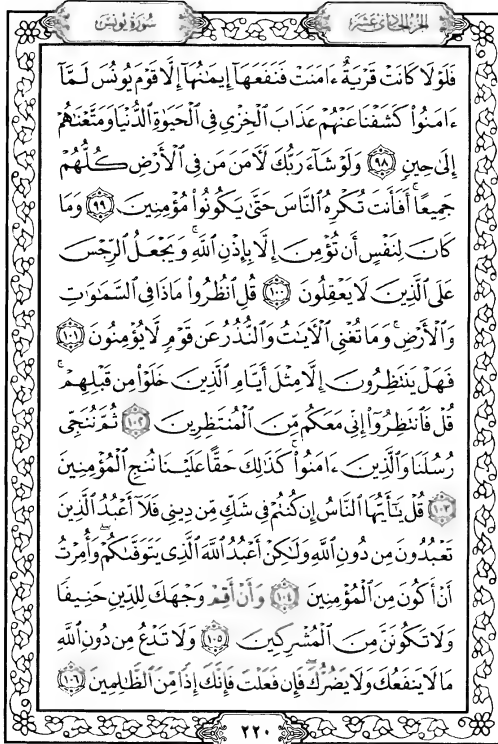 الجزء الحادي عشر
سورة يونس
فَلَوْلَا كَانَتْ قَرْيَةٌ ءَامَنَتْ فَنَفَعَهَآ إِيمَٰنُهَآ إِلَّا قَوْمَ يُونُسَ لَمَّآ
ءَامَنُوا۟ كَشَفْنَا عَنْهُمْ عَذَابَ ٱلْخِزْىِ فِى ٱلْحَيَوٰةِ ٱلدُّنْيَا وَمَتَّعْنَٰهُمْ
إِلَىٰ حِينٍ ٩٨ وَلَوْ شَآءَ رَبُّكَ لَـَٔامَنَ مَن فِى ٱلْأَرْضِ كُلُّهُمْ
جَمِيعًا ۚ أَفَأَنتَ تُكْرِهُ ٱلنَّاسَ حَتَّىٰ يَكُونُوا۟ مُؤْمِنِينَ ٩٩ وَمَا
كَانَ لِنَفْسٍ أَن تُؤْمِنَ إِلَّا بِإِذْنِ ٱللَّهِ ۚ وَيَجْعَلُ ٱلرِّجْسَ
عَلَى ٱلَّذِينَ لَا يَعْقِلُونَ ١٠٠ قُلِ ٱنظُرُوا۟ مَاذَا فِى ٱلسَّمَٰوَٰتِ
وَٱلْأَرْضِ ۚ وَمَا تُغْنِى ٱلْـَٔايَٰتُ وَٱلنُّذُرُ عَن قَوْمٍ لَّا يُؤْمِنُونَ ١٠١
فَهَلْ يَنتَظِرُونَ إِلَّا مِثْلَ أَيَّامِ ٱلَّذِينَ خَلَوْا۟ مِن قَبْلِهِمْ ۚ
قُلْ فَٱنتَظِرُوٓا۟ إِنِّى مَعَكُم مِّنَ ٱلْمُنتَظِرِينَ ١٠٢ ثُمَّ نُنَجِّى
رُسُلَنَا وَٱلَّذِينَ ءَامَنُوا۟ ۚ كَذَٰلِكَ حَقًّا عَلَيْنَا نُنجِ ٱلْمُؤْمِنِينَ
١٠٣ قُلْ يَٰٓأَيُّهَا ٱلنَّاسُ إِن كُنتُمْ فِى شَكٍّ مِّن دِينِى فَلَآ أَعْبُدُ ٱلَّذِينَ
تَعْبُدُونَ مِن دُونِ ٱللَّهِ وَلَٰكِنْ أَعْبُدُ ٱللَّهَ ٱلَّذِى يَتَوَفَّىٰكُمْ ۖ وَأُمِرْتُ
أَنْ أَكُونَ مِنَ ٱلْمُؤْمِنِينَ ١٠٤ وَأَنْ أَقِمْ وَجْهَكَ لِلدِّينِ حَنِيفًا
وَلَا تَكُونَنَّ مِنَ ٱلْمُشْرِكِينَ ١٠٥ وَلَا تَدْعُ مِن دُونِ ٱللَّهِ
مَا لَا يَنفَعُكَ وَلَا يَضُرُّكَ ۖ فَإِن فَعَلْتَ فَإِنَّكَ إِذًا مِّنَ ٱلظَّٰلِمِينَ ١٠٦
٢٢٠